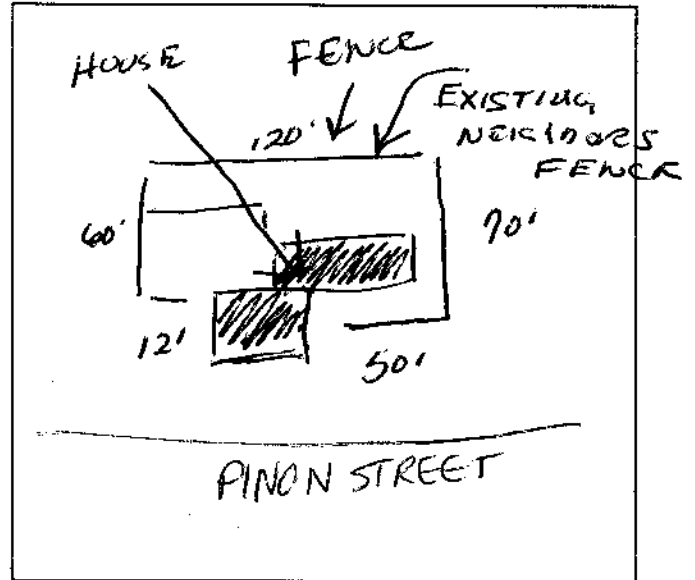 HOUSE
FENCE
EXISTING
NEIGHBORS
FENCE
120'
60'
70'
12'
50'
PINON STREET